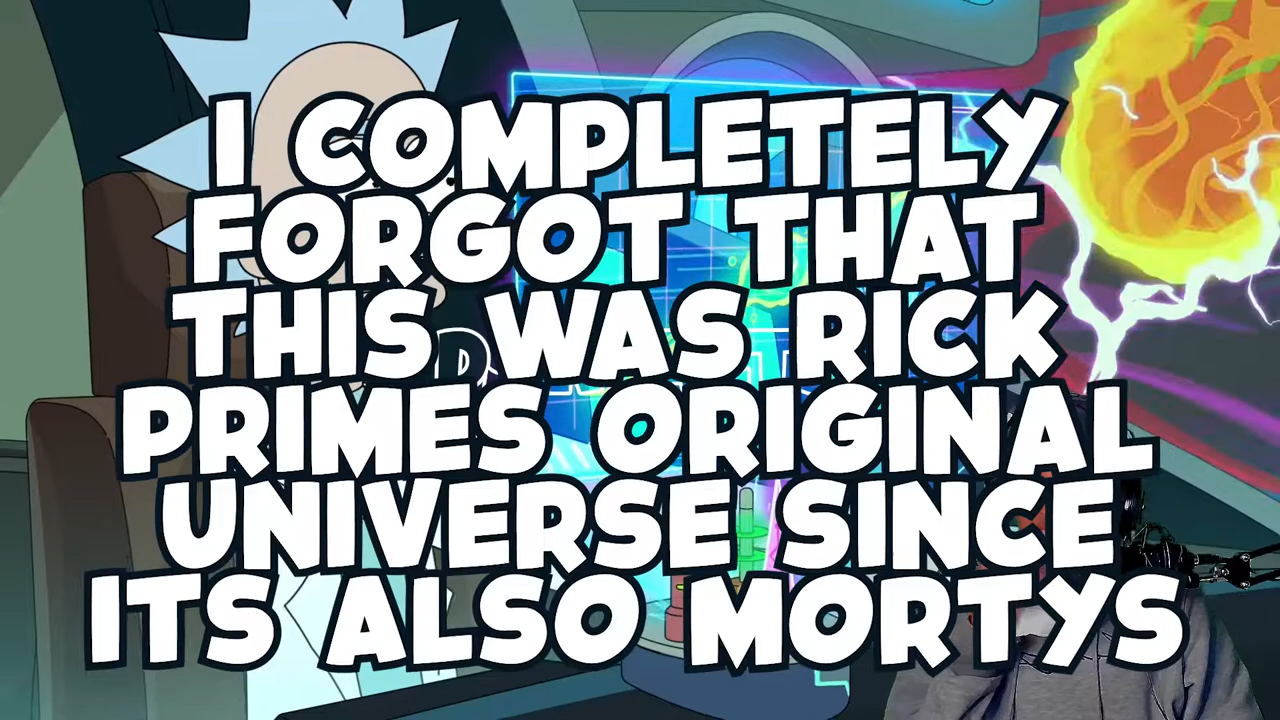 I COMPLETELY
FORGOT THAT
THIS WAS RICK
PRIMES ORIGINAL
UNIVERSE SINCE
ITS ALSO MORTYS